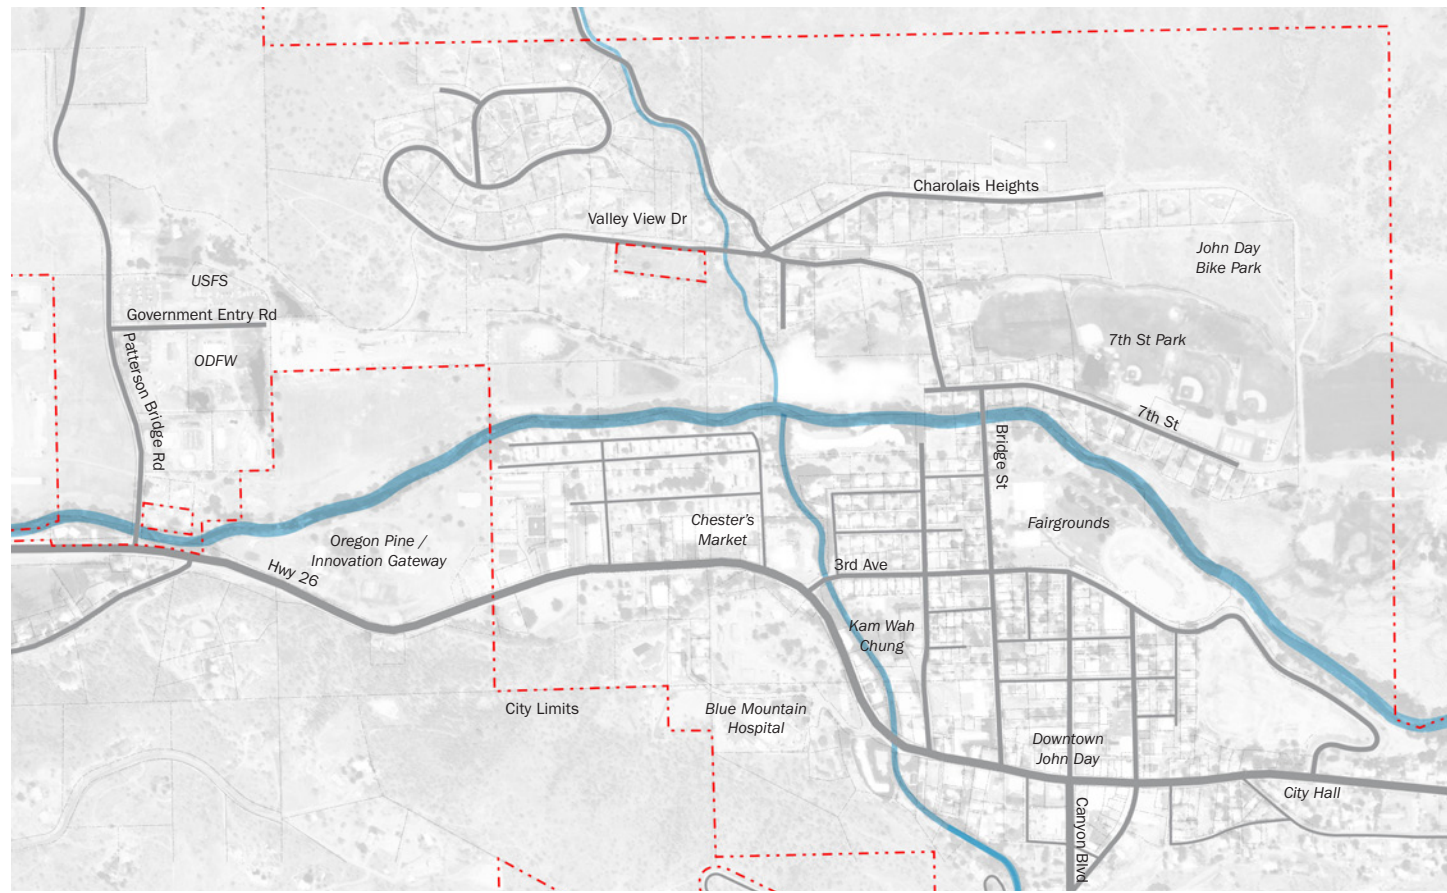 Charolais Heights
Valley View Dr
John Day
Bike Park
USFS
Government Entry Rd
ODFW
Patterson Bridge Rd
7th St Park
7th St
Bridge St
Chester's
Market
Fairgrounds
Oregon Pine /
Innovation Gateway
Hwy 26
3rd Ave
Kam Wah
Chung
City Limits
Blue Mountain
Hospital
Downtown
John Day
City Hall
Canyon Blvd